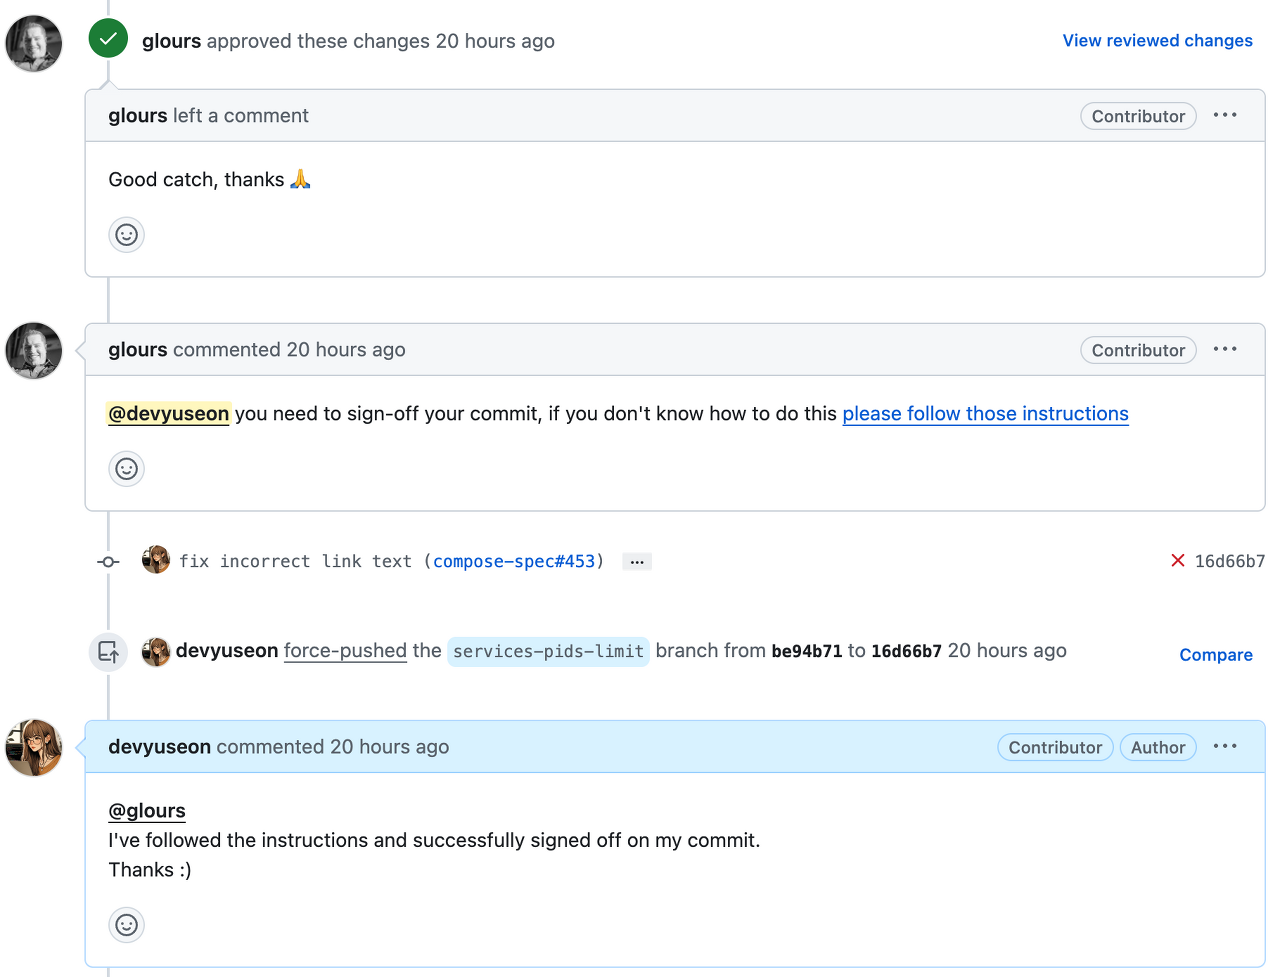 glours approved these changes 20 hours ago
View reviewed changes
glours left a comment
Contributor
Good catch, thanks 🙏
glours commented 20 hours ago
Contributor
@devyuseon you need to sign-off your commit, if you don't know how to do this please follow those instructions
fix incorrect link text (compose-spec#453) ...
16d66b7
devyuseon force-pushed the services-pids-limit branch from be94b71 to 16d66b7 20 hours ago
Compare
devyuseon commented 20 hours ago
Contributor
Author
@glours
I've followed the instructions and successfully signed off on my commit.
Thanks :)